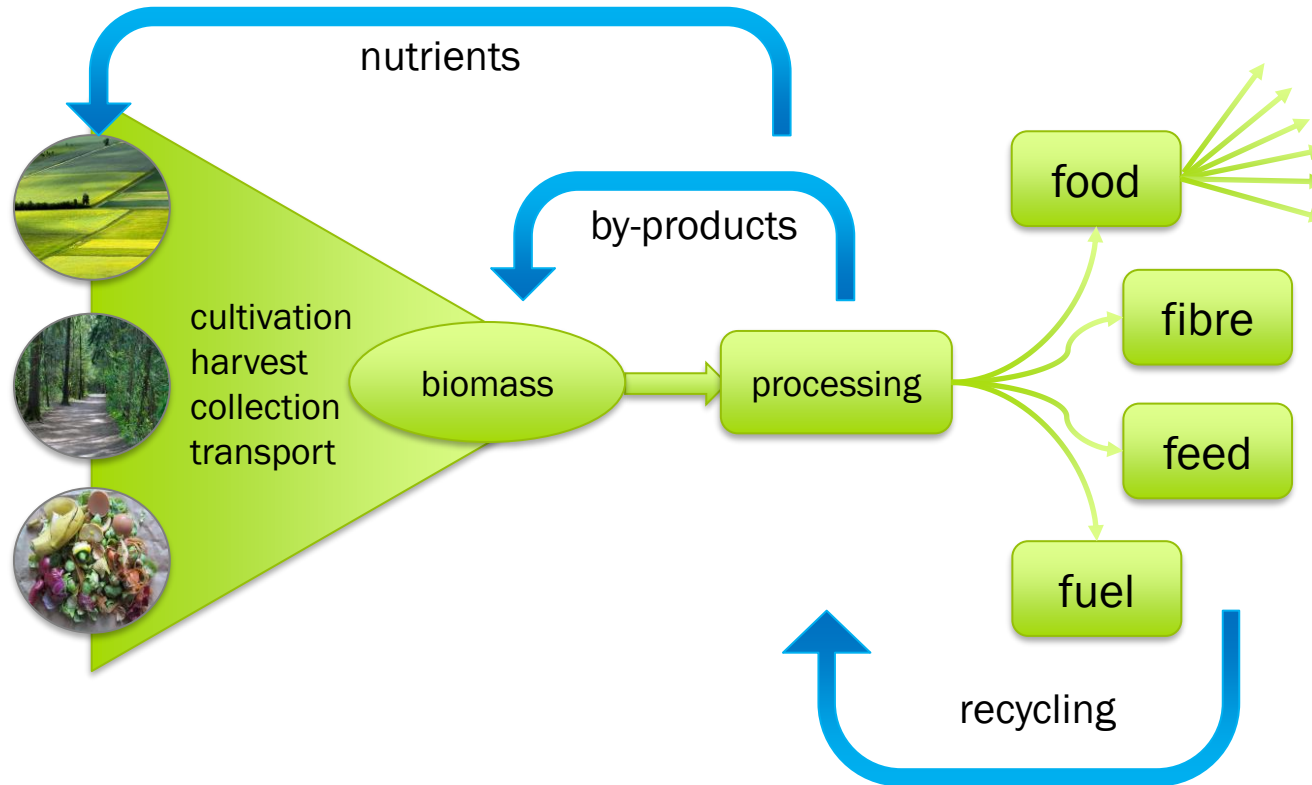 nutrients
by-products
food
fibre
cultivation
harvest
collection
transport
biomass
processing
feed
fuel
recycling